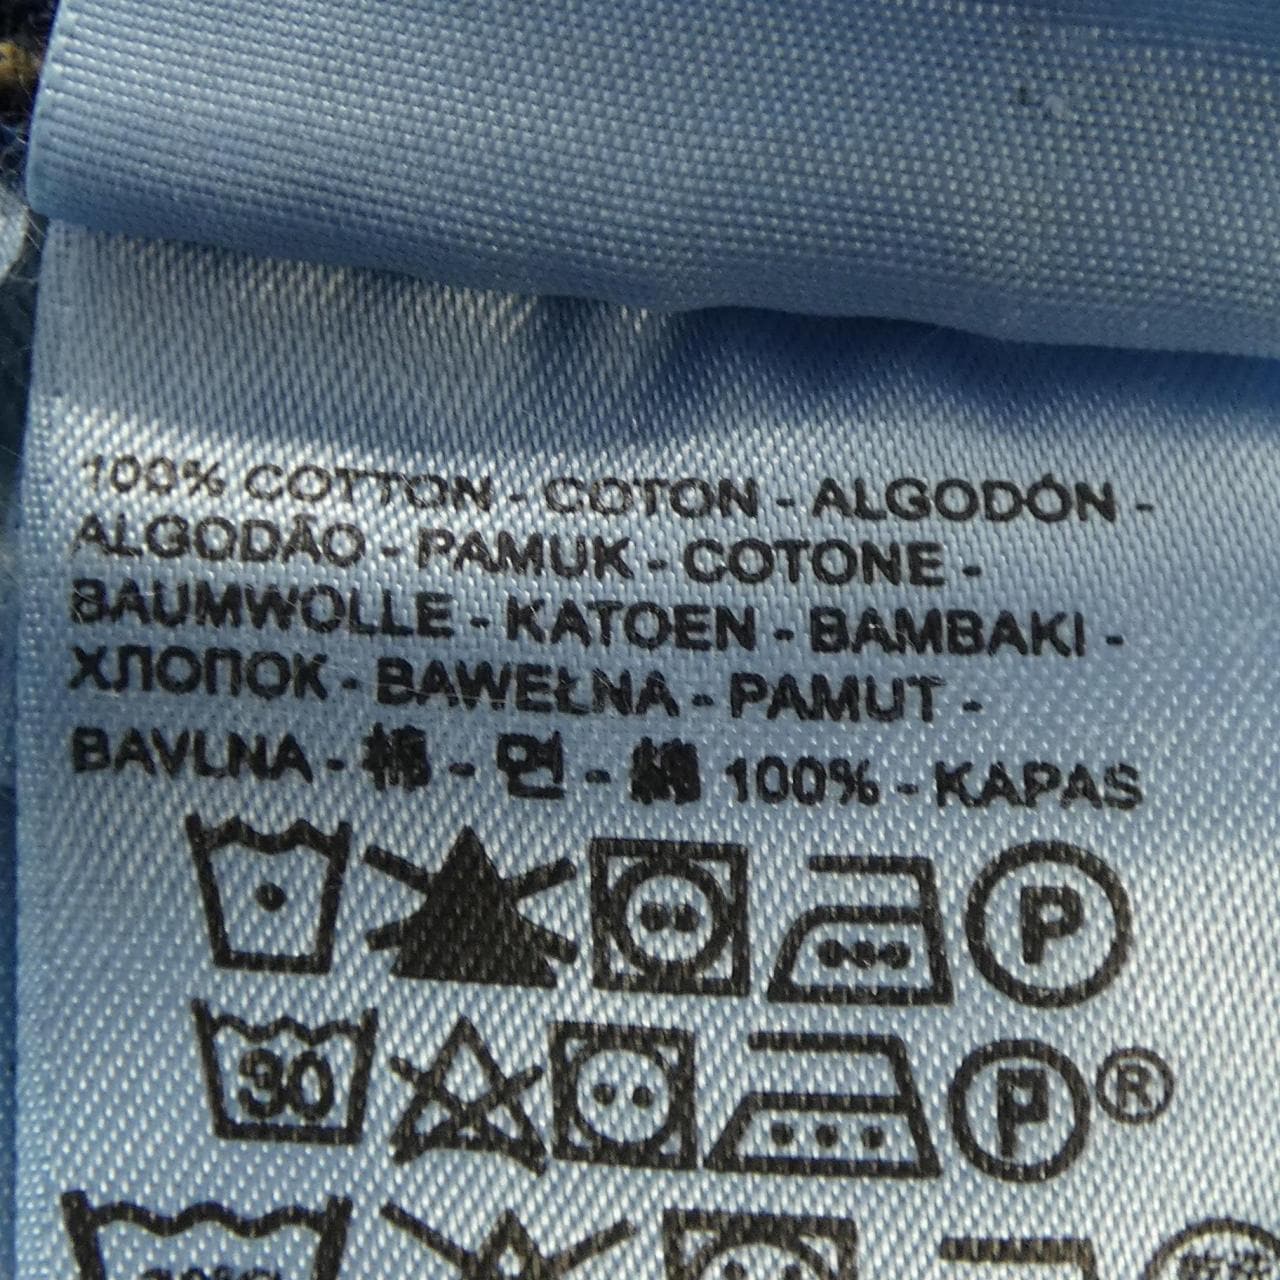 100% COTTON - COTON - ALGODÓN -
ALGODÃO - PAMUK - COTONE -
BAUMWOLLE - KATOEN - BAMBAKI -
ХЛОПОК - BAWEŁNA - PAMUT -
BAVLNA - 棉 - 면 - 綿 100% - KAPAS
P
30 P ®